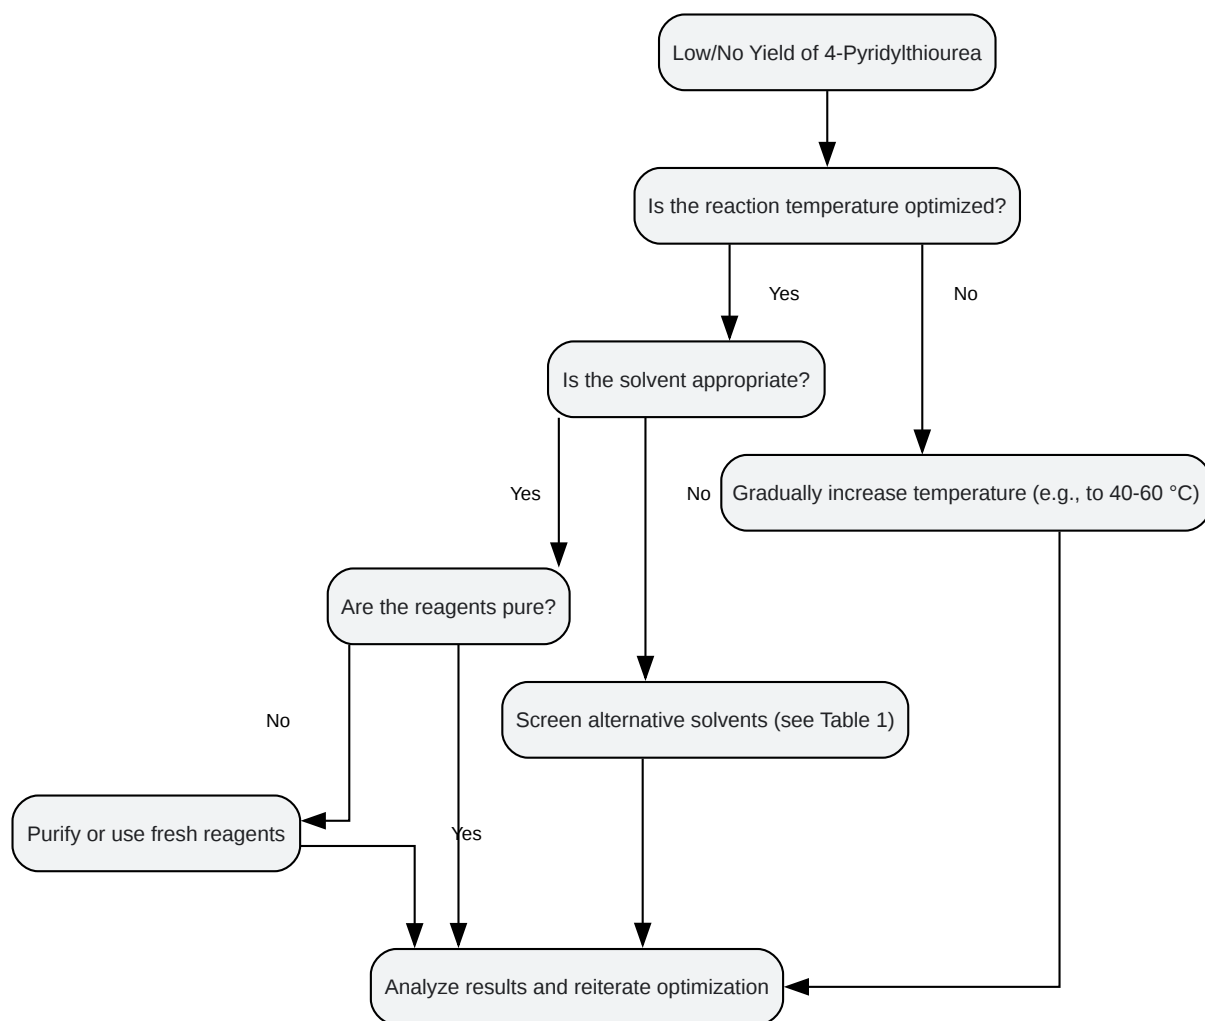 Low/No Yield of 4-Pyridylthiourea
Is the reaction temperature optimized?
Yes
No
Is the solvent appropriate?
Yes
No
Gradually increase temperature (e.g., to 40-60 °C)
Are the reagents pure?
No
Screen alternative solvents (see Table 1)
Purify or use fresh reagents
Yes
Analyze results and reiterate optimization